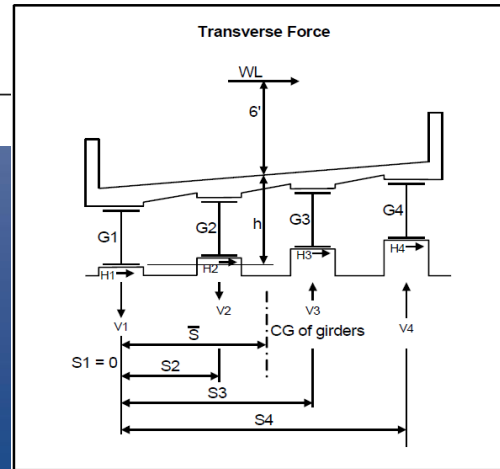 Transverse Force
WL
6'
h
G1
G2
G3
G4
H1
H2
H3
H4
V1
V2
V3
V4
S̅
CG of girders
S1 = 0
S2
S3
S4